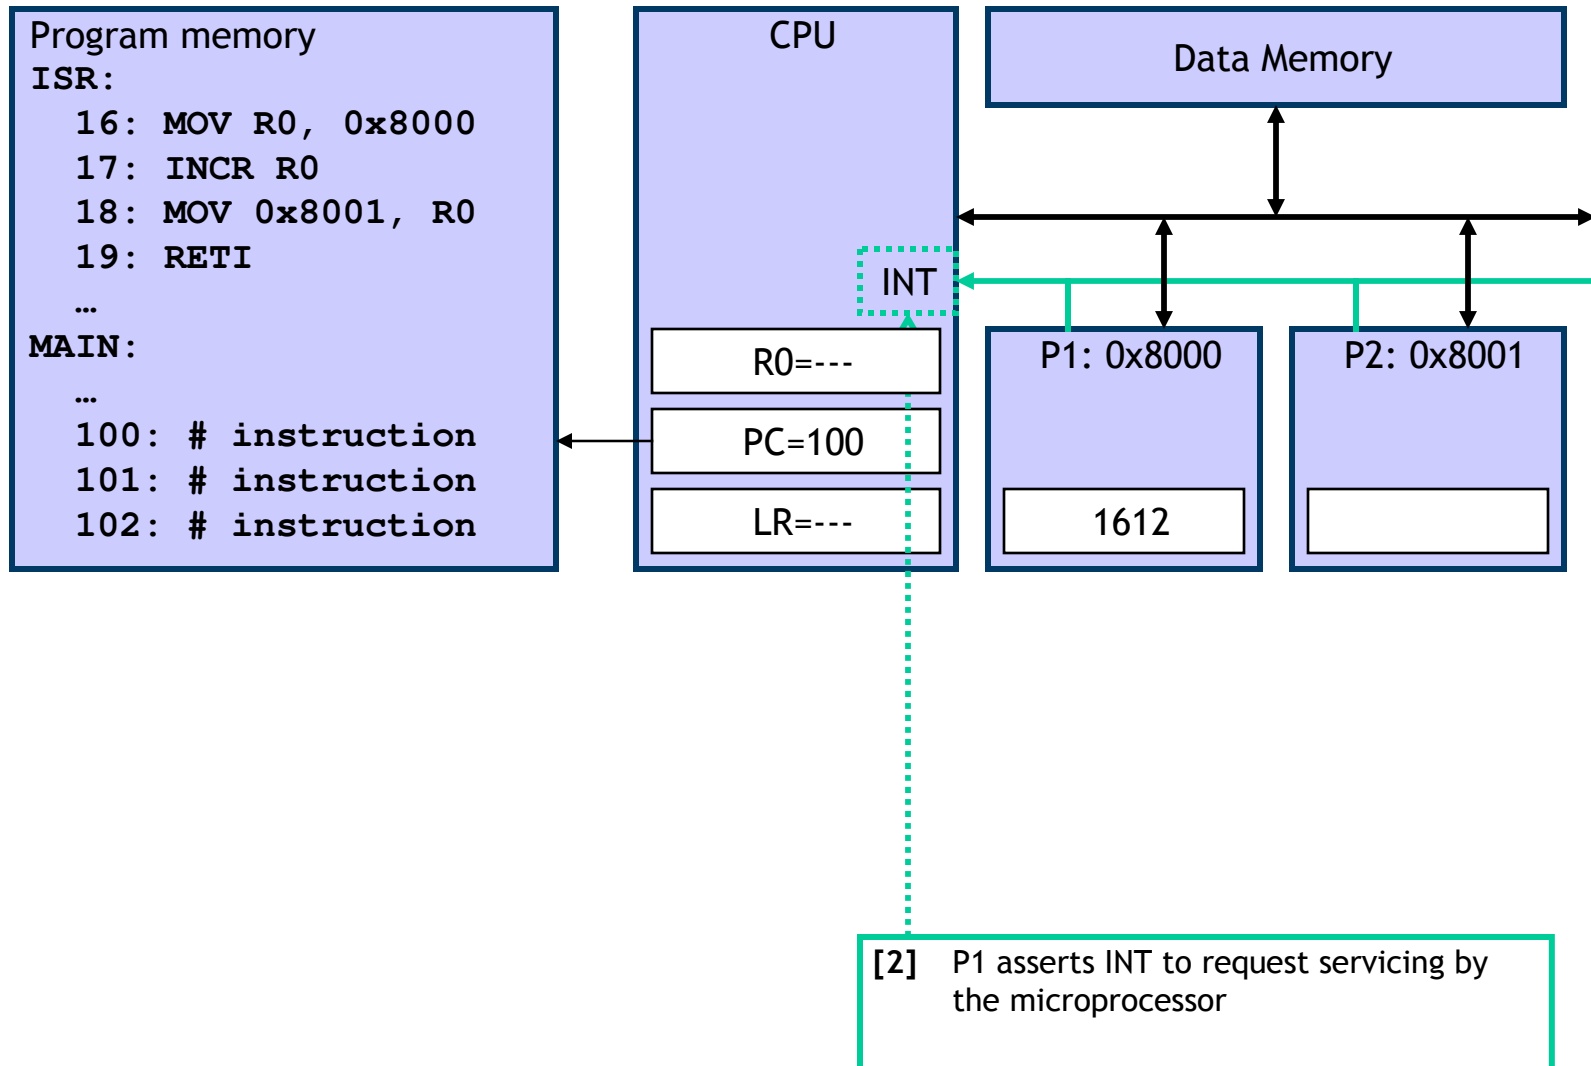 Program memory
ISR:
16: MOV R0, 0x8000
17: INCR R0
18: MOV 0x8001, R0
19: RETI
…
MAIN:
…
100: # instruction
101: # instruction
102: # instruction
CPU
INT
R0=---
PC=100
LR=---
Data Memory
P1: 0x8000
1612
P2: 0x8001
[2] P1 asserts INT to request servicing by
the microprocessor